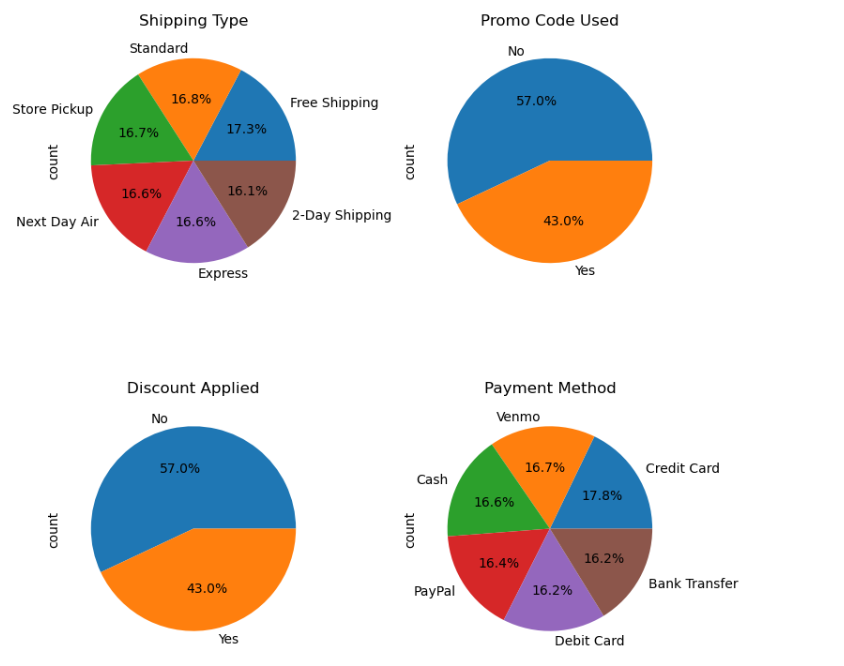 Shipping Type
Standard
Free Shipping
Store Pickup
16.8%
17.3%
16.7%
count
16.6%
16.1%
Next Day Air
16.6%
2-Day Shipping
Express
Promo Code Used
No
57.0%
count
43.0%
Yes
Discount Applied
No
57.0%
count
43.0%
Yes
Payment Method
Venmo
Credit Card
Cash
16.7%
17.8%
16.6%
count
16.4%
16.2%
PayPal
16.2%
Bank Transfer
Debit Card